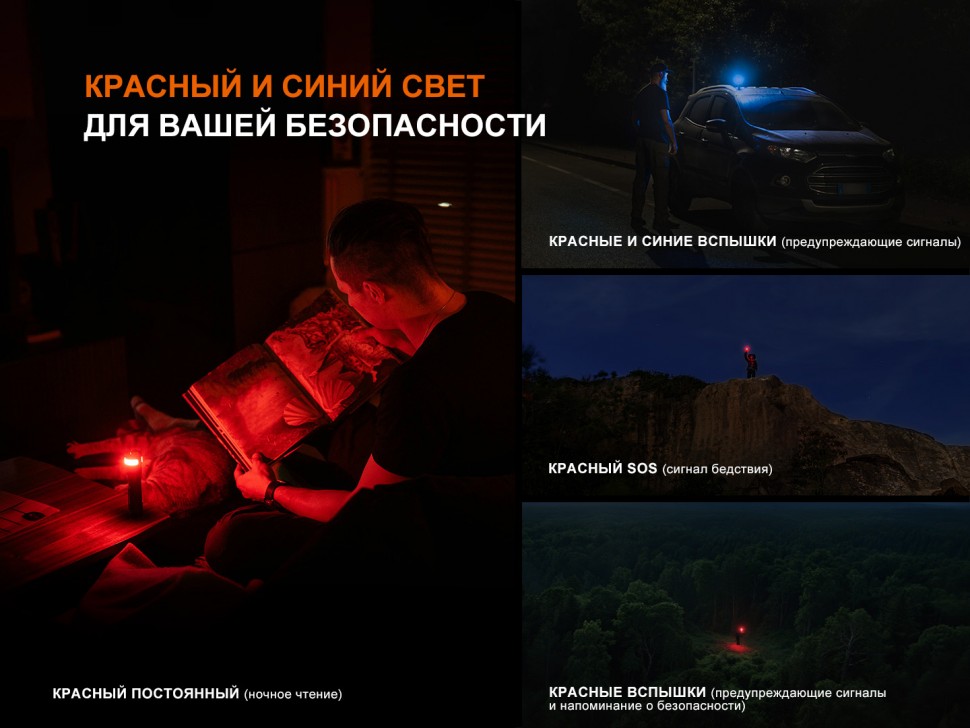 КРАСНЫЙ И СИНИЙ СВЕТ
ДЛЯ ВАШЕЙ БЕЗОПАСНОСТИ
КРАСНЫЕ И СИНИЕ ВСПЫШКИ (предупреждающие сигналы)
КРАСНЫЙ SOS (сигнал бедствия)
КРАСНЫЙ ПОСТОЯННЫЙ (ночное чтение)
КРАСНЫЕ ВСПЫШКИ (предупреждающие сигналы
и напоминание о безопасности)